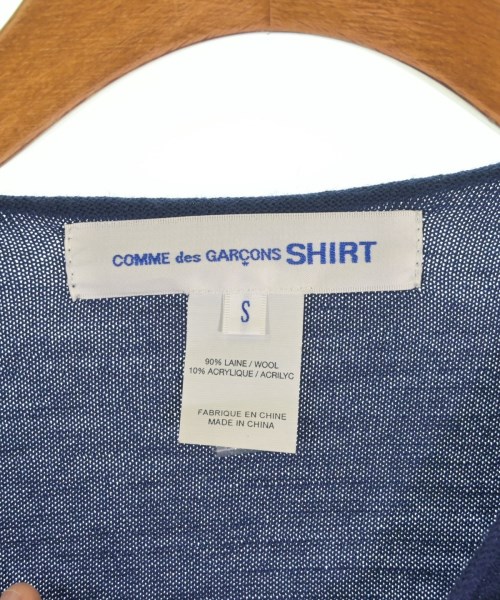 COMME des GARÇONS SHIRT
S
90% LAINE / WOOL
10% ACRYLIQUE / ACRILYC
FABRIQUE EN CHINE
MADE IN CHINA